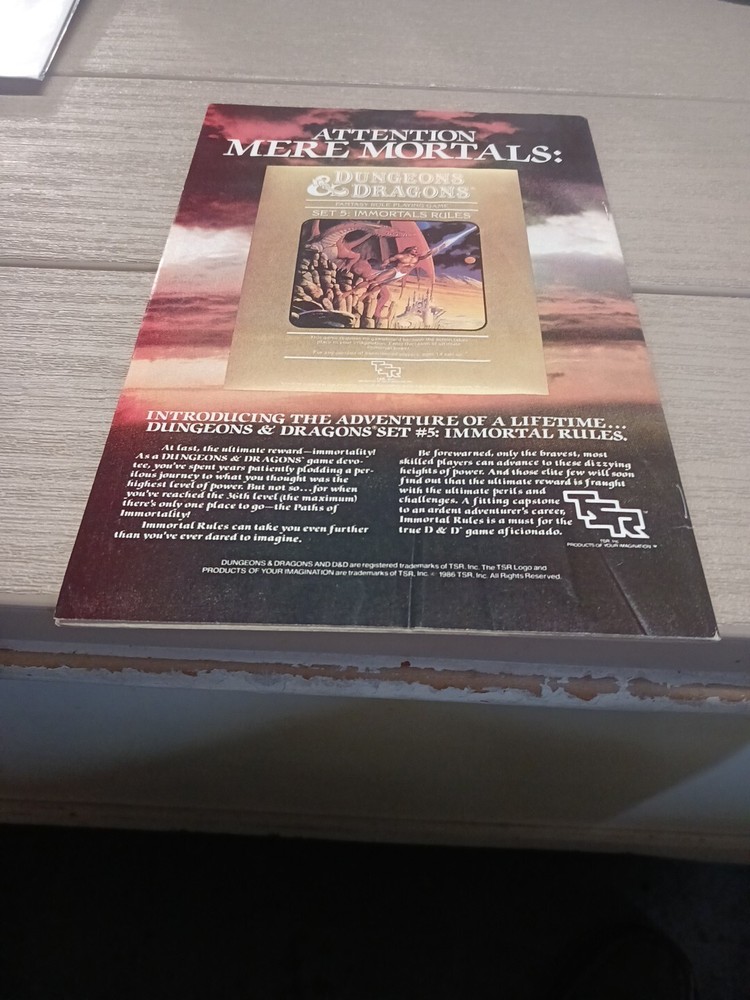 ATTENTION
MERE MORTALS:
DUNGEONS
& DRAGONS™
FANTASY ROLE PLAYING GAME
SET 5: IMMORTALS RULES
TSR
INTRODUCING THE ADVENTURE OF A LIFETIME...
DUNGEONS & DRAGONS® SET #5: IMMORTAL RULES.
At last, the ultimate reward—immortality!
As a DUNGEONS & DRAGONS® game devo-
tee, you've spent years patiently plodding a per-
ilous journey to what you thought was the
highest level of power. But not so...for when
you've reached the 36th level (the maximum)
there's only one place to go—the Paths of
Immortality!
Immortal Rules can take you even further
than you've ever dared to imagine.
Be forewarned, only the bravest, most
skilled players can advance to these dizzying
heights of power. And those elite few will soon
find out that the ultimate reward is fraught
with the ultimate perils and
challenges. A fitting capstone
to an ardent adventurer's career,
Immortal Rules is a must for the
true D & D® game aficionado.
TSR™
TSR, Inc.
PRODUCTS OF YOUR IMAGINATION™
DUNGEONS & DRAGONS AND D&D are registered trademarks of TSR, Inc. The TSR Logo and
PRODUCTS OF YOUR IMAGINATION are trademarks of TSR, Inc. © 1986 TSR, Inc. All Rights Reserved.